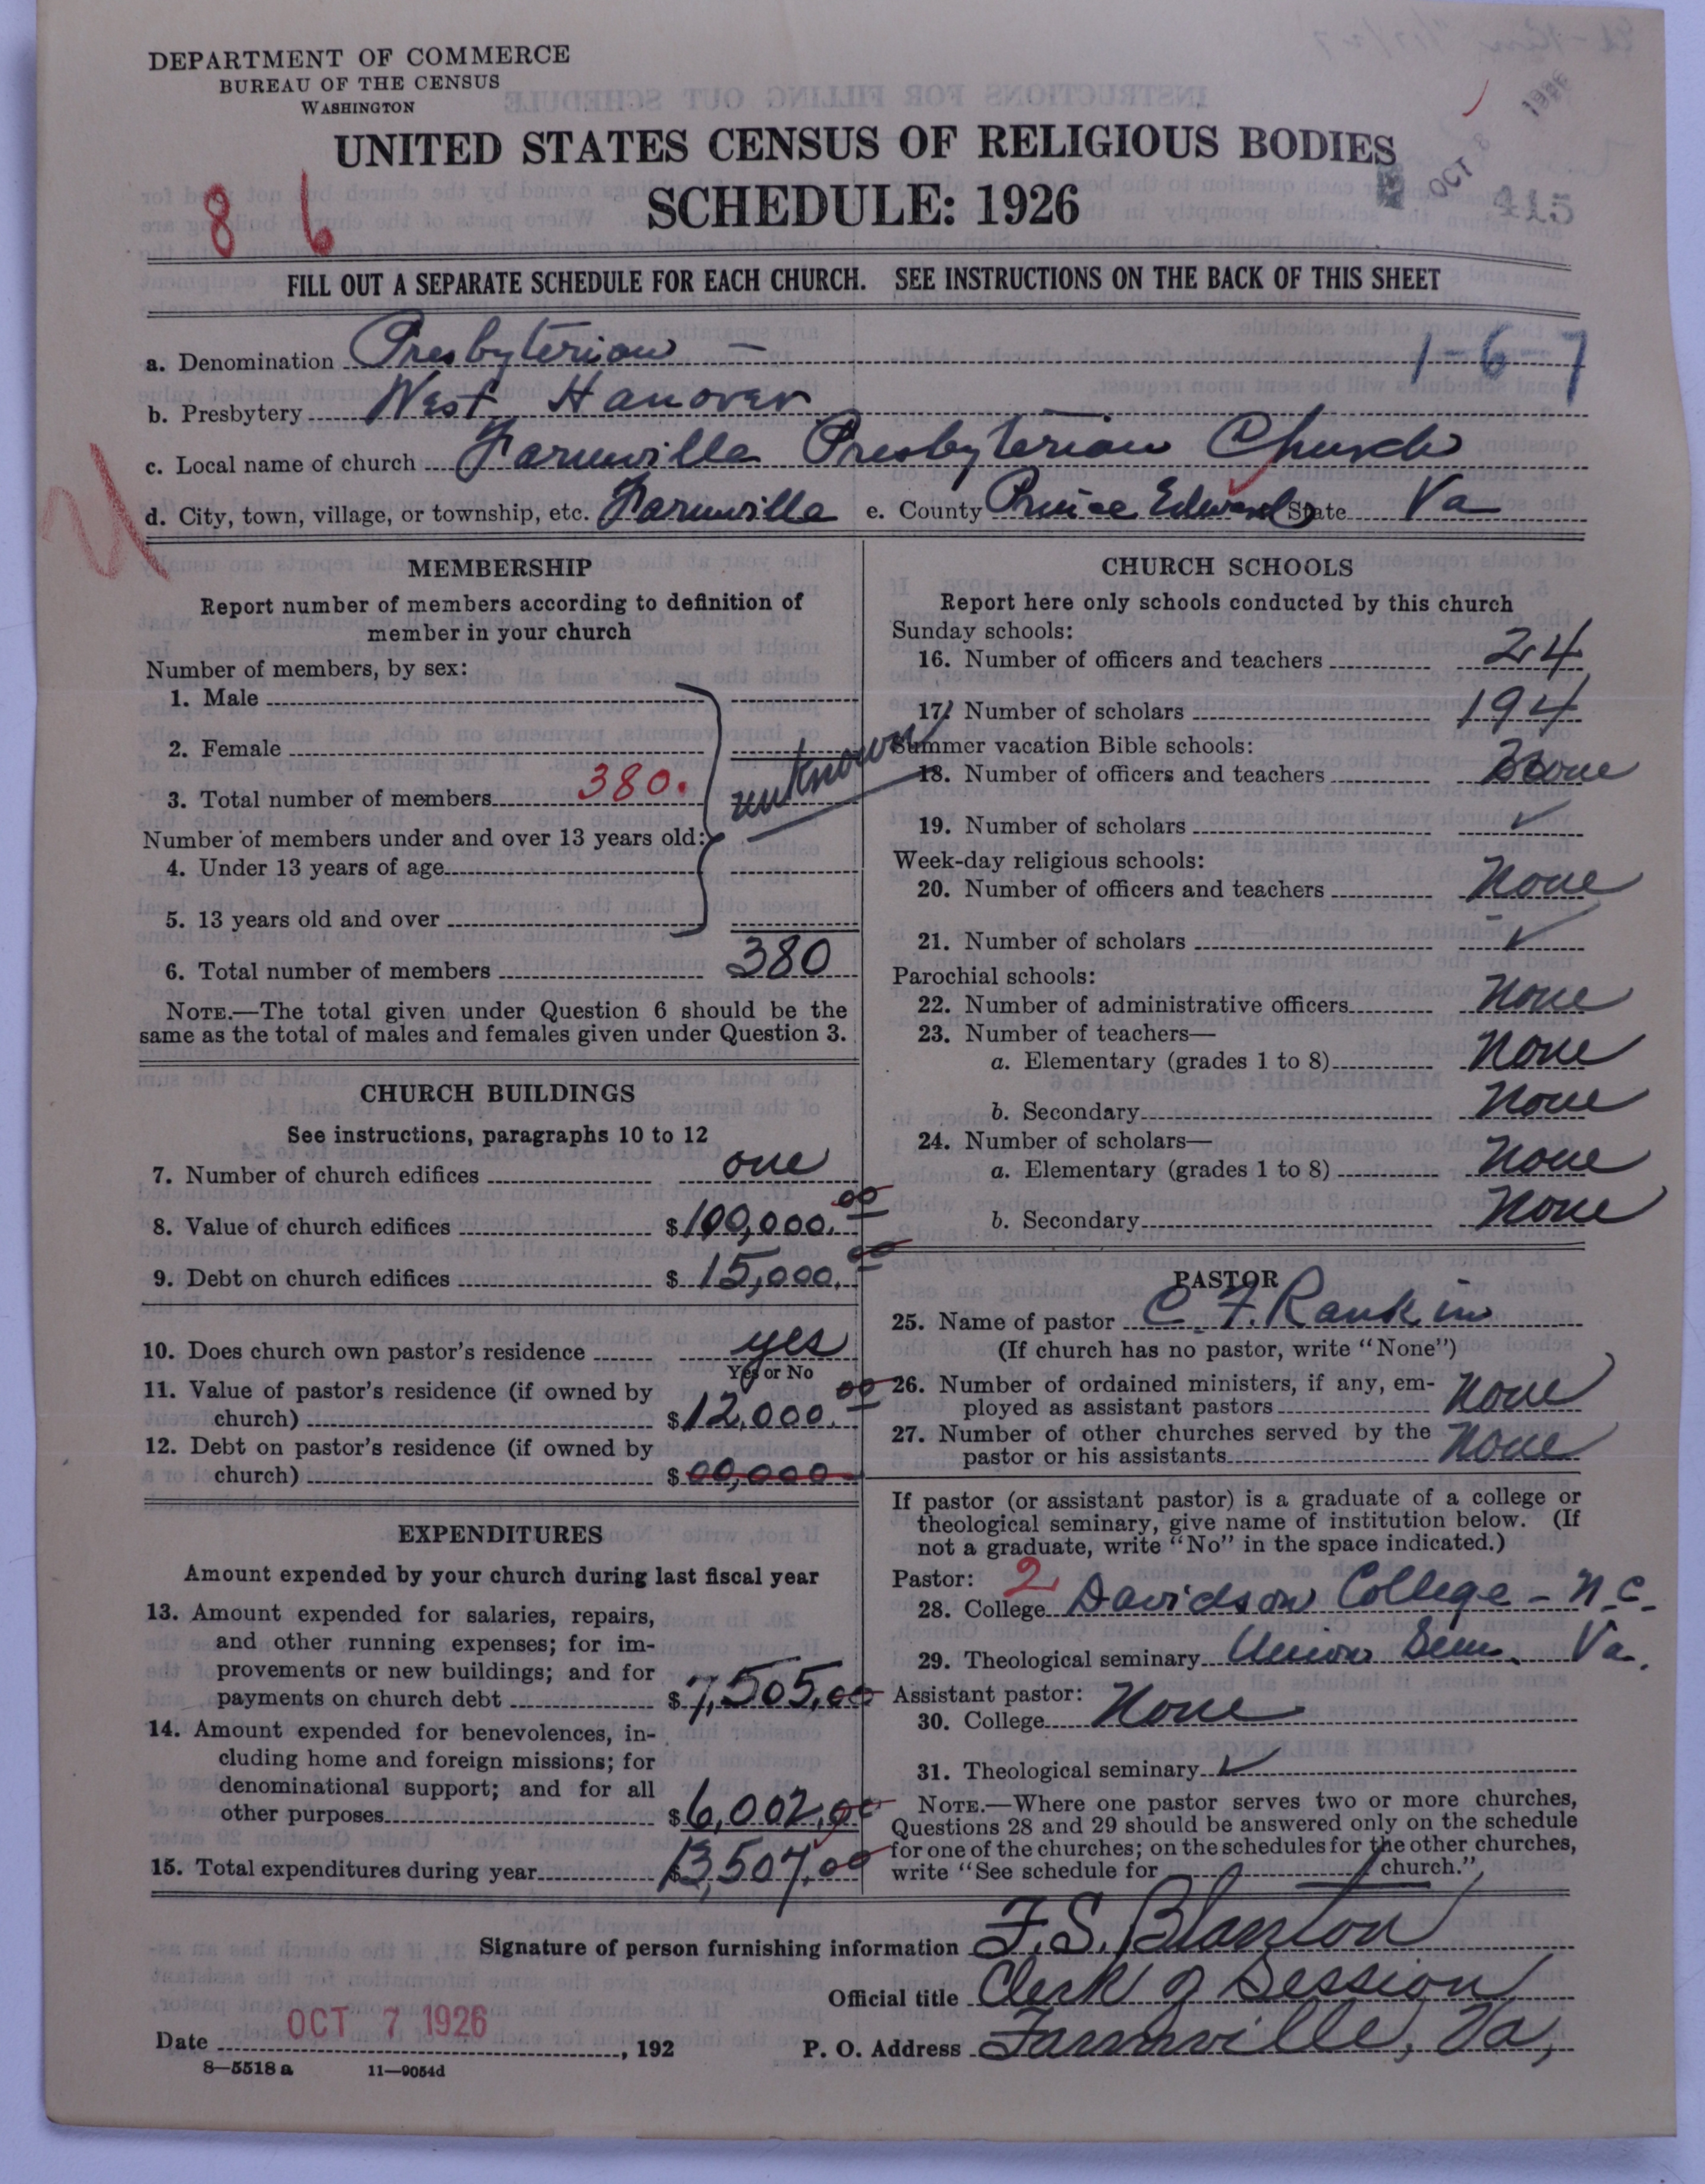 DEPARTMENT OF COMMERCE
BUREAU OF THE CENSUS
WASHINGTON
UNITED STATES CENSUS OF RELIGIOUS BODIES
SCHEDULE: 1926
OCT 8 1926
415
8 6
FILL OUT A SEPARATE SCHEDULE FOR EACH CHURCH. SEE INSTRUCTIONS ON THE BACK OF THIS SHEET
a. Denomination Presbyterian 1-6-7
b. Presbytery West Hanover
c. Local name of church Farmville Presbyterian Church
d. City, town, village, or township, etc. Farmville e. County Prince Edward State Va
MEMBERSHIP
Report number of members according to definition of
member in your church
Number of members, by sex:
1. Male
2. Female
unknown
3. Total number of members 380.
Number of members under and over 13 years old:
4. Under 13 years of age
5. 13 years old and over
6. Total number of members 380
NOTE.—The total given under Question 6 should be the
same as the total of males and females given under Question 3.
CHURCH BUILDINGS
See instructions, paragraphs 10 to 12
7. Number of church edifices one
8. Value of church edifices $100,000.00
9. Debt on church edifices $15,000.00
10. Does church own pastor's residence yes
Yes or No
11. Value of pastor's residence (if owned by
church) $12,000.00
12. Debt on pastor's residence (if owned by
church) $00,000
EXPENDITURES
Amount expended by your church during last fiscal year
13. Amount expended for salaries, repairs,
and other running expenses; for im-
provements or new buildings; and for
payments on church debt $7,505.00
14. Amount expended for benevolences, in-
cluding home and foreign missions; for
denominational support; and for all
other purposes $6,002.00
15. Total expenditures during year $13,507.00
CHURCH SCHOOLS
Report here only schools conducted by this church
Sunday schools:
16. Number of officers and teachers 24
17. Number of scholars 194
Summer vacation Bible schools:
18. Number of officers and teachers None
19. Number of scholars ✓
Week-day religious schools:
20. Number of officers and teachers None
21. Number of scholars ✓
Parochial schools:
22. Number of administrative officers None
23. Number of teachers—
a. Elementary (grades 1 to 8) None
b. Secondary None
24. Number of scholars—
a. Elementary (grades 1 to 8) None
b. Secondary None
PASTOR
25. Name of pastor C. F. Rankin
(If church has no pastor, write "None")
26. Number of ordained ministers, if any, em-
ployed as assistant pastors None
27. Number of other churches served by the
pastor or his assistants None
If pastor (or assistant pastor) is a graduate of a college or
theological seminary, give name of institution below. (If
not a graduate, write "No" in the space indicated.)
Pastor: 2
28. College Davidson College - N.C.
29. Theological seminary Union Sem. Va.
Assistant pastor:
30. College None
31. Theological seminary ✓
NOTE.—Where one pastor serves two or more churches,
Questions 28 and 29 should be answered only on the schedule
for one of the churches; on the schedules for the other churches,
write "See schedule for church."
Signature of person furnishing information F. S. Blanton
Official title Clerk of Session
Date OCT 7 1926, 192
P. O. Address Farmville, Va,
8—5518 a 11—9054d